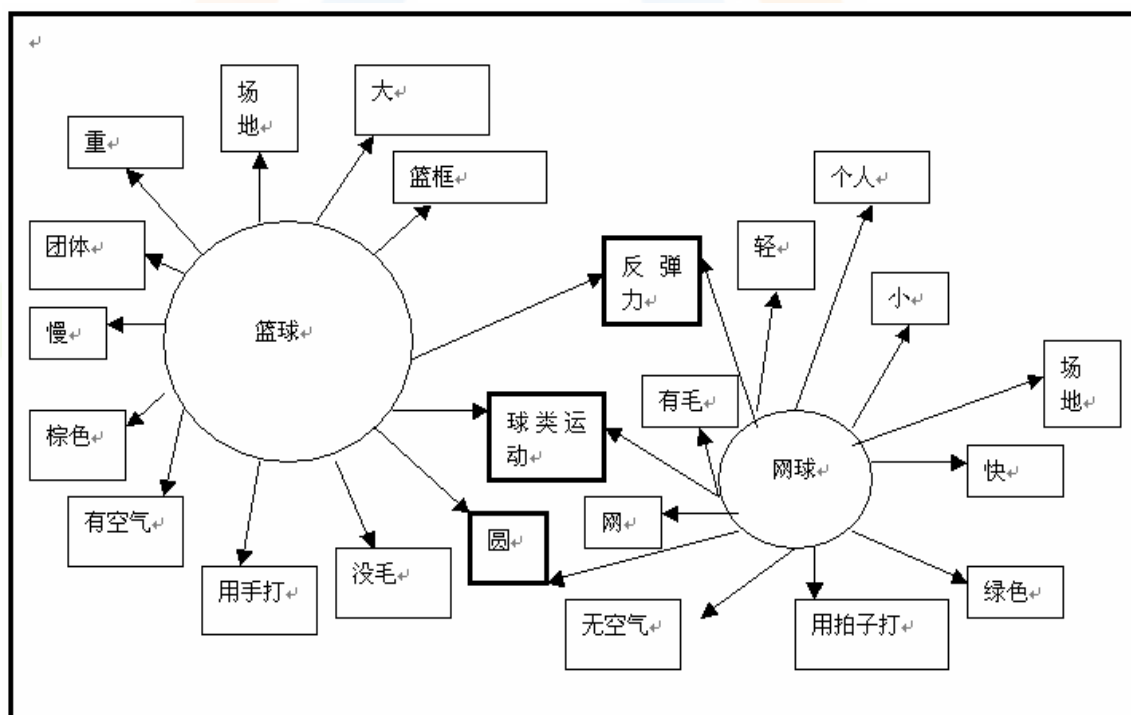 场
地
大
重
篮框
个人
团体
反弹
力
轻
小
慢
篮球
场
地
有毛
棕色
球类运
动
网球
快
有空气
网
圆
用手打
没毛
绿色
无空气
用拍子打